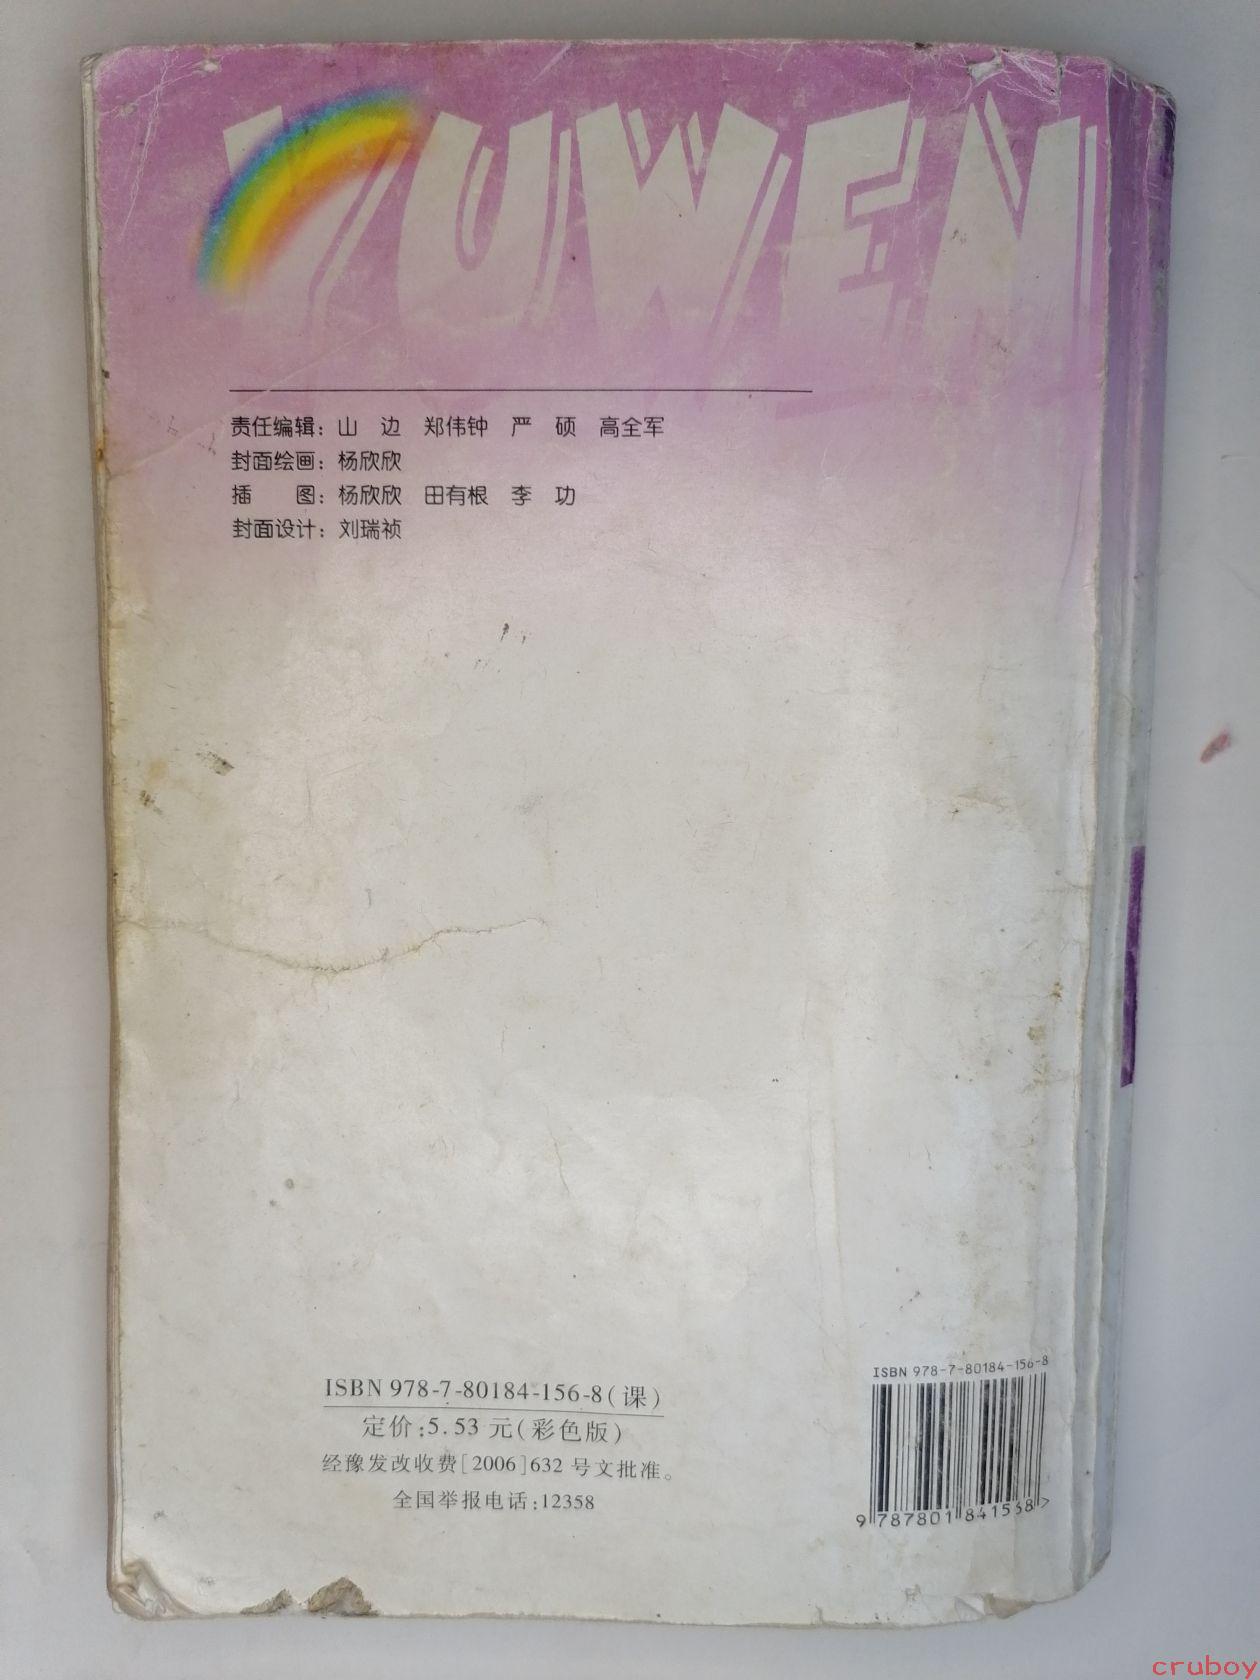 YUWEN
责任编辑：山 边 郑伟钟 严 硕 高全军
封面绘画：杨欣欣
插 图：杨欣欣 田有根 李 功
封面设计：刘瑞祯
ISBN 978-7-80184-156-8(课)
定价:5.53元(彩色版)
经豫发改收费[2006]632号文批准。
全国举报电话:12358
ISBN 978-7-80184-156-8
9 787801 841568 >
cruboy